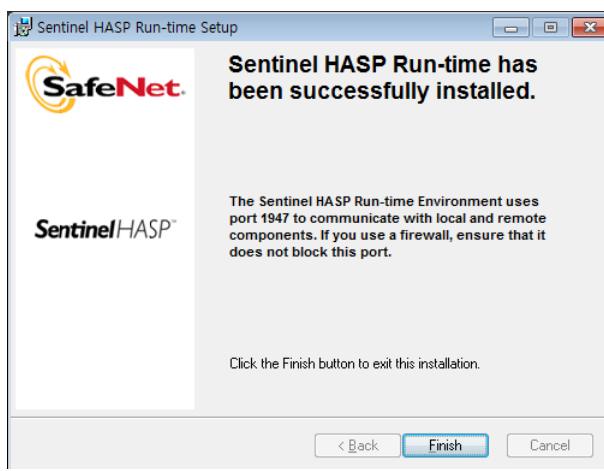 Sentinel HASP Run-time Setup
SafeNet.
Sentinel HASP Run-time has
been successfully installed.
SentinelHASP™
The Sentinel HASP Run-time Environment uses
port 1947 to communicate with local and remote
components. If you use a firewall, ensure that it
does not block this port.
Click the Finish button to exit this installation.
< Back
Finish
Cancel